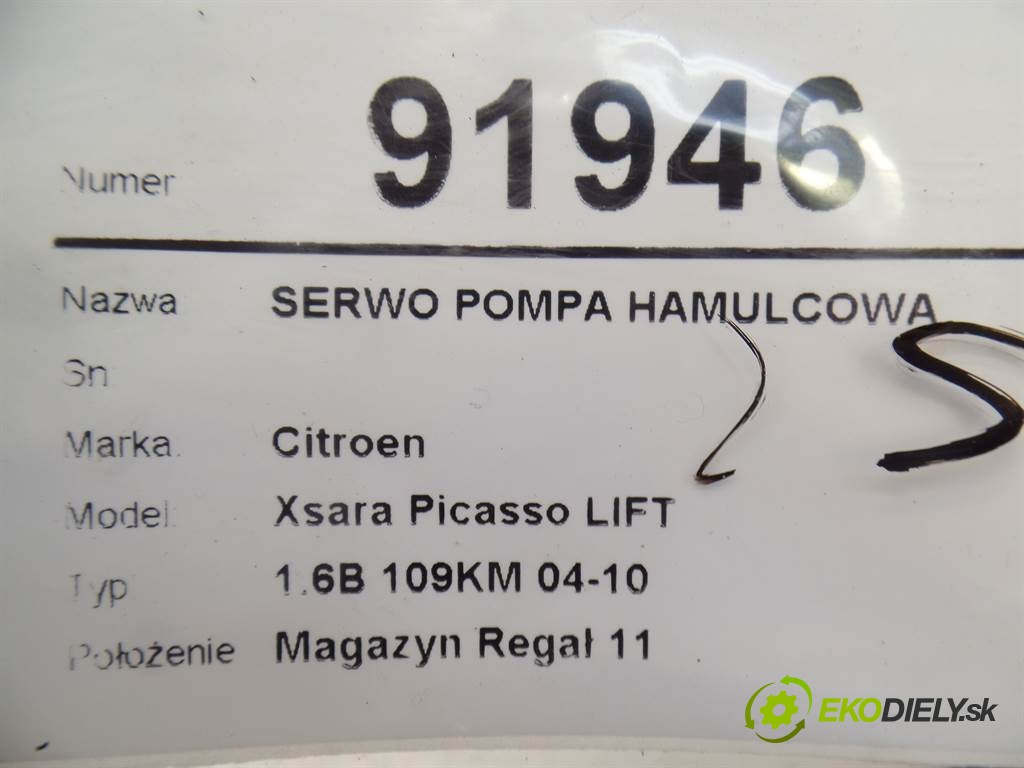 Numer 91946
Nazwa SERWO POMPA HAMULCOWA
Sn
Marka Citroen
Model Xsara Picasso LIFT
Typ 1.6B 109KM 04-10
Położenie Magazyn Regał 11
EKODIELY.sk